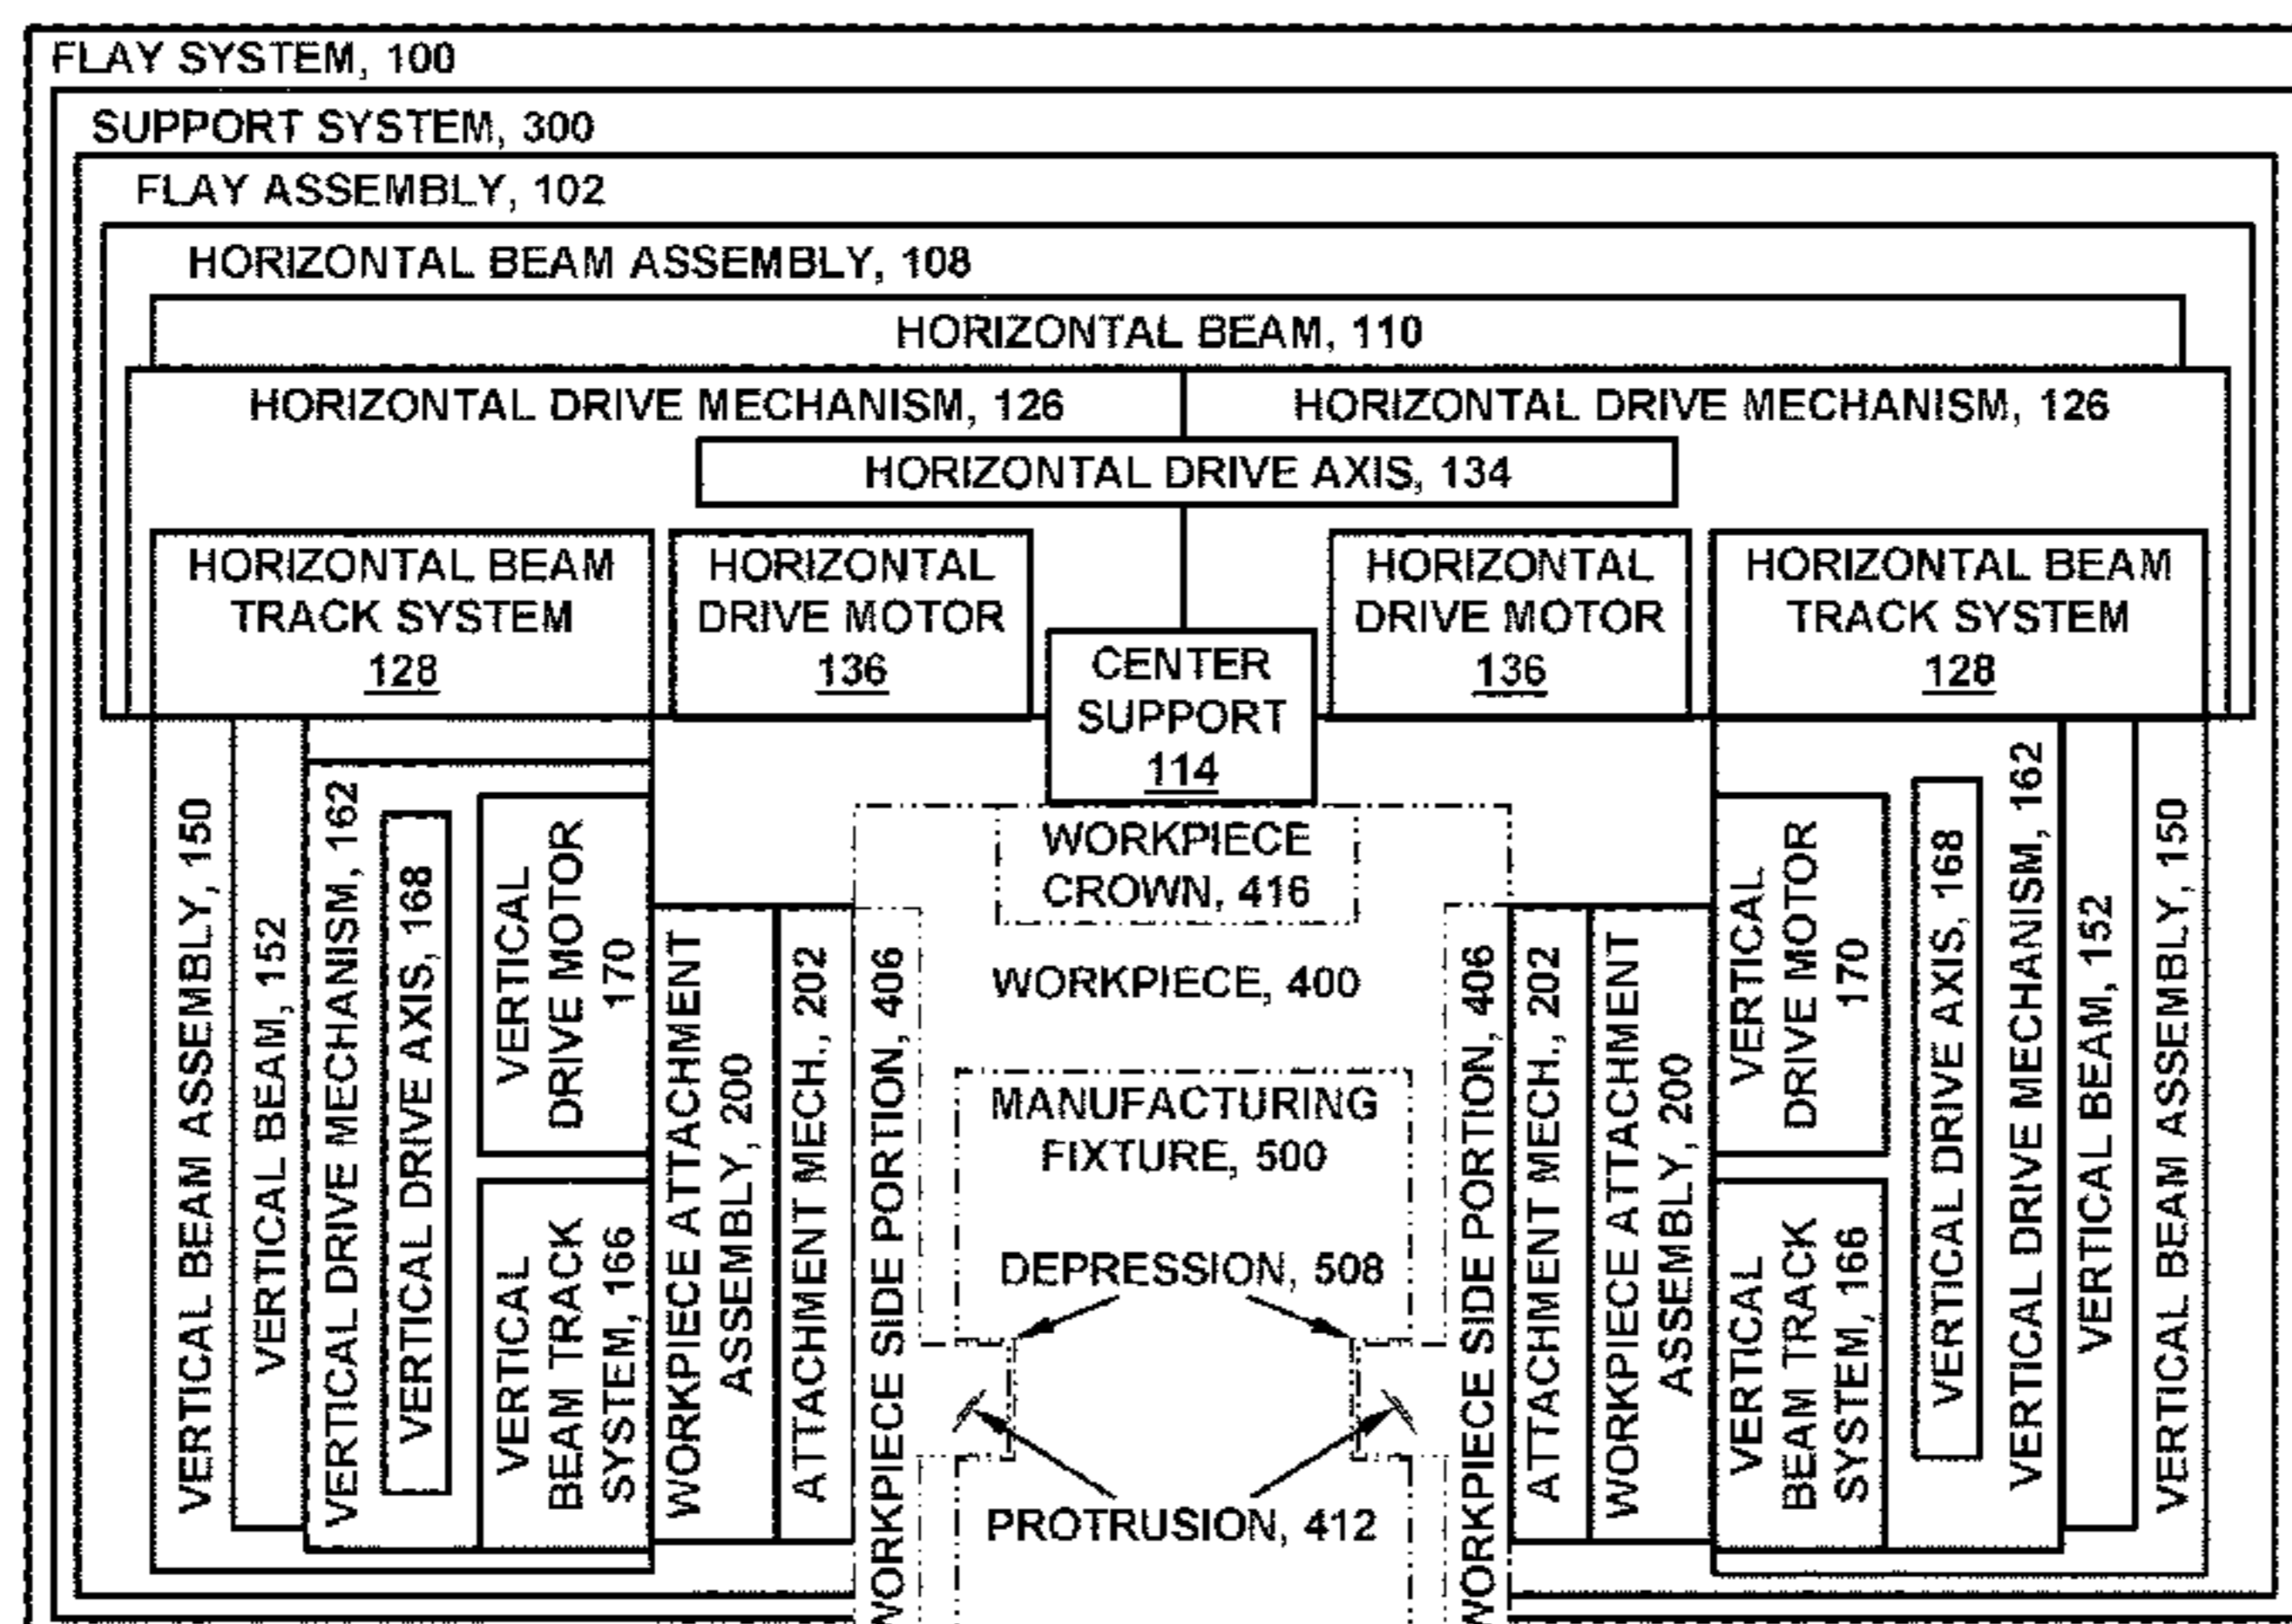 FLAY SYSTEM, 100
SUPPORT SYSTEM, 300
FLAY ASSEMBLY, 102
HORIZONTAL BEAM ASSEMBLY, 108
HORIZONTAL BEAM, 110
HORIZONTAL DRIVE MECHANISM, 126
HORIZONTAL DRIVE MECHANISM, 126
HORIZONTAL DRIVE AXIS, 134
HORIZONTAL BEAM
TRACK SYSTEM
128
HORIZONTAL
DRIVE MOTOR
136
CENTER
SUPPORT
114
HORIZONTAL
DRIVE MOTOR
136
HORIZONTAL BEAM
TRACK SYSTEM
128
VERTICAL BEAM ASSEMBLY, 150
VERTICAL BEAM, 152
VERTICAL DRIVE MECHANISM, 162
VERTICAL DRIVE AXIS, 168
VERTICAL
DRIVE MOTOR
170
VERTICAL
BEAM TRACK
SYSTEM, 166
WORKPIECE ATTACHMENT
ASSEMBLY, 200
ATTACHMENT MECH., 202
WORKPIECE SIDE PORTION, 406
WORKPIECE
CROWN, 416
WORKPIECE, 400
MANUFACTURING
FIXTURE, 500
DEPRESSION, 508
PROTRUSION, 412
WORKPIECE SIDE PORTION, 406
ATTACHMENT MECH., 202
WORKPIECE ATTACHMENT
ASSEMBLY, 200
VERTICAL
DRIVE MOTOR
170
VERTICAL
BEAM TRACK
SYSTEM, 166
VERTICAL DRIVE AXIS, 168
VERTICAL DRIVE MECHANISM, 162
VERTICAL BEAM, 152
VERTICAL BEAM ASSEMBLY, 150